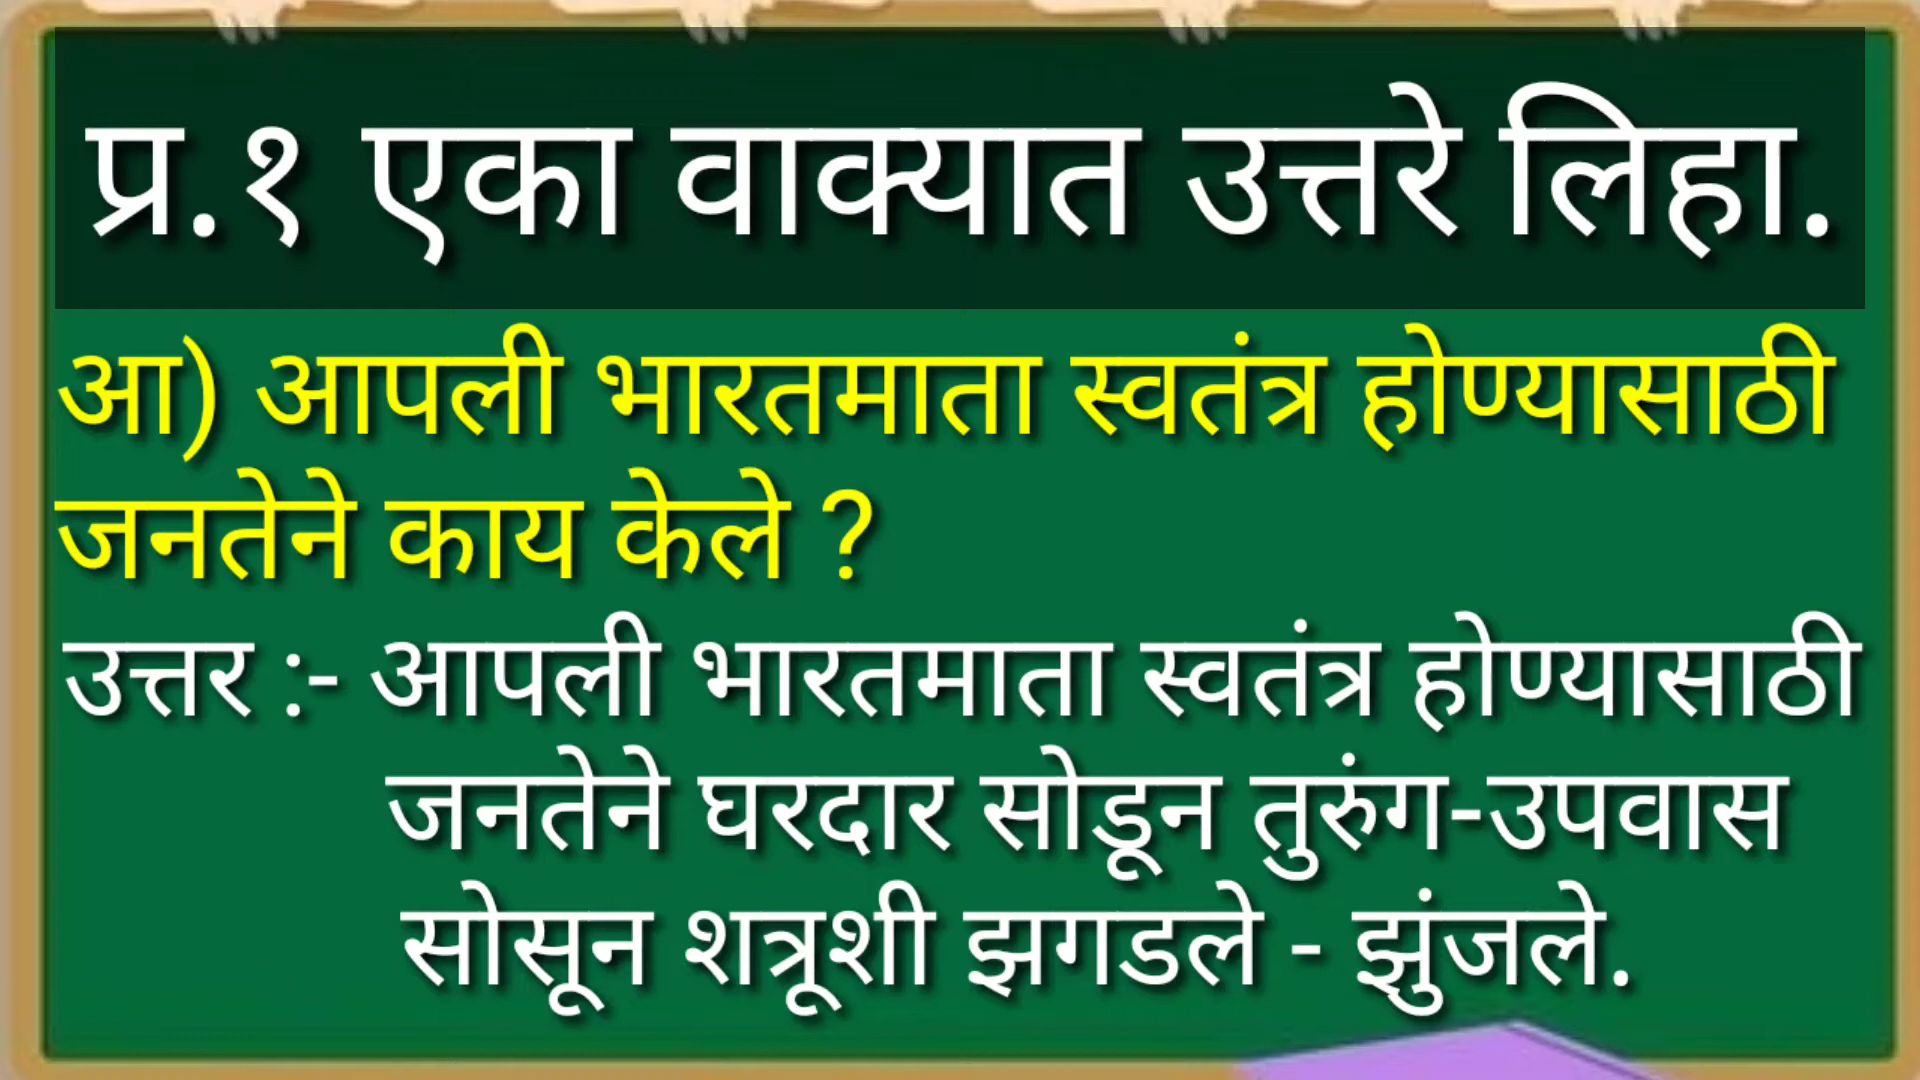 प्र.१ एका वाक्यात उत्तरे लिहा.
आ) आपली भारतमाता स्वतंत्र होण्यासाठी
जनतेने काय केले ?
उत्तर :- आपली भारतमाता स्वतंत्र होण्यासाठी
जनतेने घरदार सोडून तुरुंग-उपवास
सोसून शत्रूशी झगडले - झुंजले.